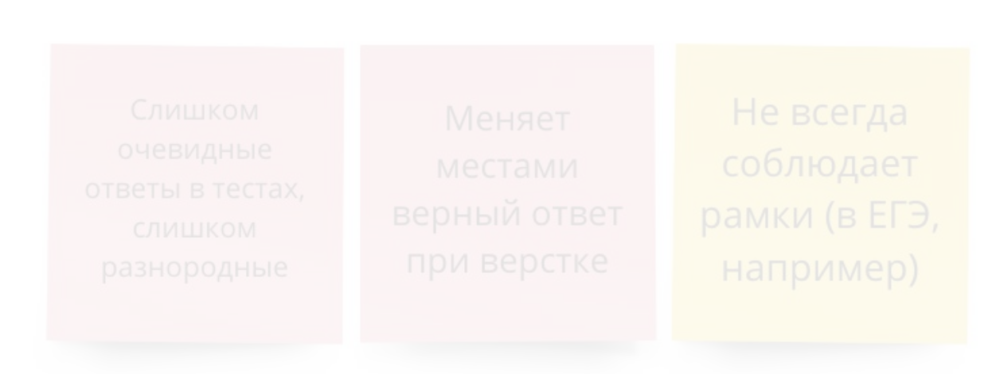 Слишком
очевидные
ответы в тестах,
слишком
разнородные
Меняет
местами
верный ответ
при верстке
Не всегда
соблюдает
рамки (в ЕГЭ,
например)